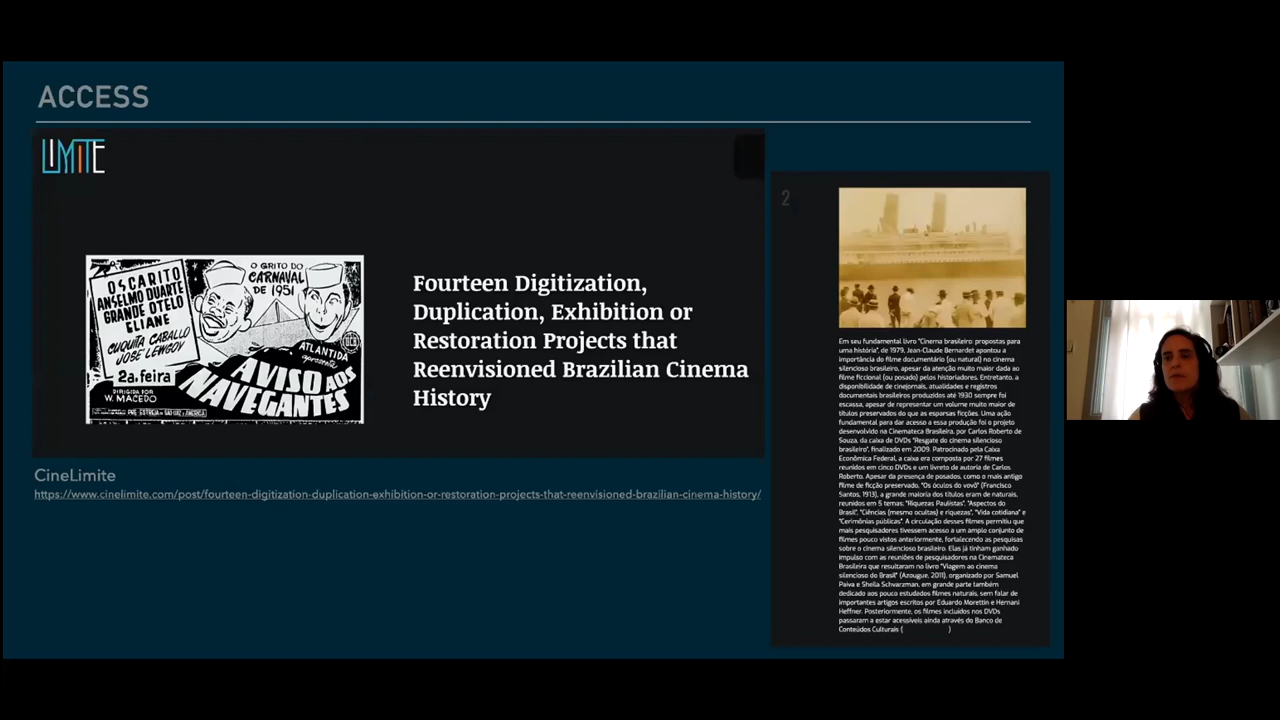 ACCESS
LIMITE
OSCARITO
ANSELMO DUARTE
GRANDE OTELO
ELIANE
CUQUITA CABALLO
JOSÉ LEWGOY
2a. feira
DIRIGIDA POR
W. MACEDO
O GRITO DO
CARNAVAL
DE 1951
ATLANTIDA
apresenta
AVISO AOS
NAVEGANTES
Fourteen Digitization,
Duplication, Exhibition or
Restoration Projects that
Reenvisioned Brazilian Cinema
History
CineLimite
https://www.cinelimite.com/post/fourteen-digitization-duplication-exhibition-or-restoration-projects-that-reenvisioned-brazilian-cinema-history/
2
Em seu fundamental livro "Cinema brasileiro: propostas para
uma história", de 1979, Jean-Claude Bernardet apontou a
importância do filme documentário (ou natural) no cinema
silencioso brasileiro, apesar da atenção muito maior dada ao
filme ficcional (ou posado) pelos historiadores. Entretanto, a
disponibilidade de cinejornais, atualidades e registros
documentais brasileiros produzidos até 1930 sempre foi
escassa, apesar de representar um volume muito maior de
títulos preservados do que as esparsas ficções. Uma ação
fundamental para dar acesso a essa produção foi o projeto
desenvolvido na Cinemateca Brasileira, por Carlos Roberto de
Souza, da caixa de DVDs "Resgate do cinema silencioso
brasileiro", finalizado em 2009. Patrocinado pela Caixa
Econômica Federal, a caixa era composta por 27 filmes
reunidos em cinco DVDs e um livreto de autoria de Carlos
Roberto. Apesar da presença de posados, como o mais antigo
filme de ficção preservado, "Os óculos do vovô" (Francisco
Santos, 1913), a grande maioria dos títulos eram de naturais,
reunidos em 5 temas: "Riquezas Paulistas", "Aspectos do
Brasil", "Ciências (mesmo ocultas) e riquezas", "Vida cotidiana" e
"Cerimônias públicas". A circulação desses filmes permitiu que
mais pesquisadores tivessem acesso a um amplo conjunto de
filmes pouco vistos anteriormente, fortalecendo as pesquisas
sobre o cinema silencioso brasileiro. Elas já tinham ganhado
impulso com as reuniões de pesquisadores na Cinemateca
Brasileira que resultaram no livro "Viagem ao cinema
silencioso do Brasil" (Azougue, 2011), organizado por Samuel
Paiva e Sheila Schvarzman, em grande parte também
dedicado aos pouco estudados filmes naturais, sem falar de
importantes artigos escritos por Eduardo Morettin e Hernani
Heffner. Posteriormente, os filmes incluídos nos DVDs
passaram a estar acessíveis ainda através do Banco de
Conteúdos Culturais ( )